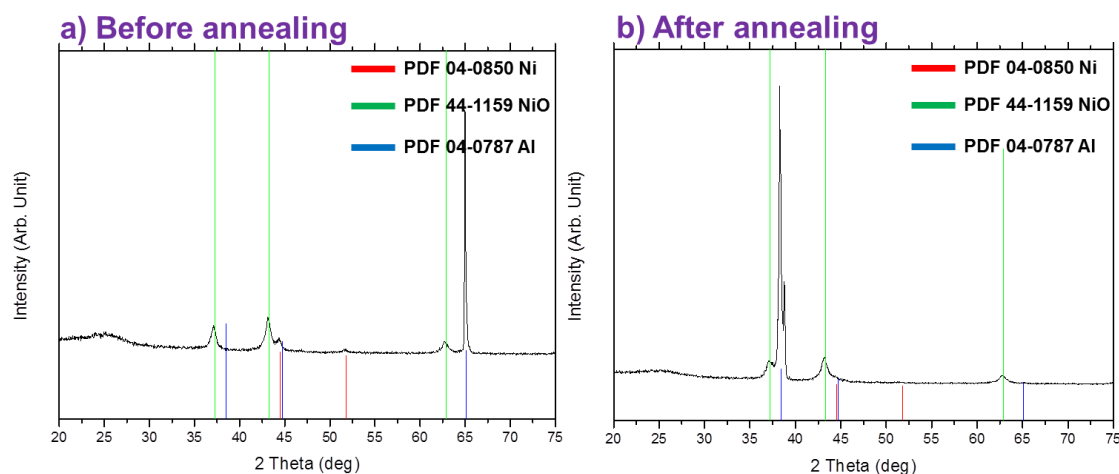 a) Before annealing
PDF 04-0850 Ni
PDF 44-1159 NiO
PDF 04-0787 Al
Intensity (Arb. Unit)
20 25 30 35 40 45 50 55 60 65 70 75
2 Theta (deg)
b) After annealing
PDF 04-0850 Ni
PDF 44-1159 NiO
PDF 04-0787 Al
Intensity (Arb. Unit)
20 25 30 35 40 45 50 55 60 65 70 75
2 Theta (deg)